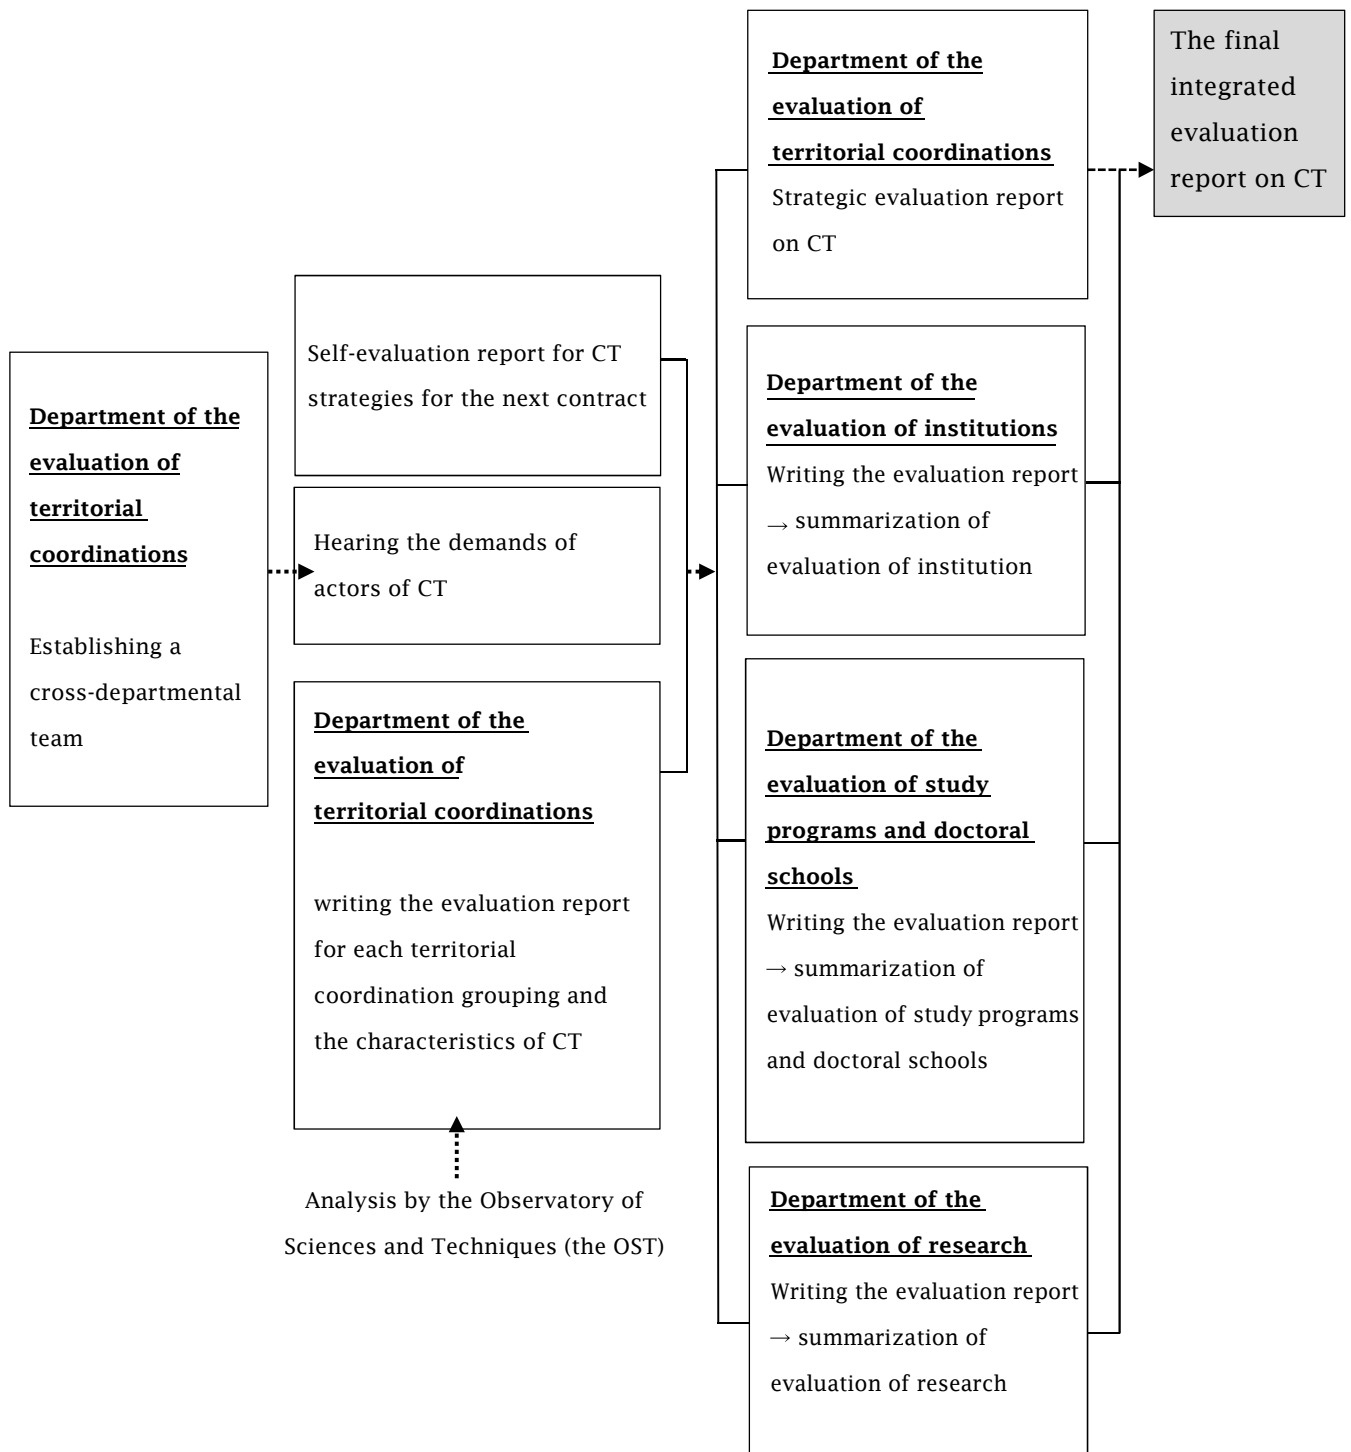 Department of the
evaluation of
territorial
coordinations
Establishing a
cross-departmental
team
Self-evaluation report for CT
strategies for the next contract
Hearing the demands of
actors of CT
Department of the
evaluation of
territorial coordinations
writing the evaluation report
for each territorial
coordination grouping and
the characteristics of CT
Analysis by the Observatory of
Sciences and Techniques (the OST)
Department of the
evaluation of
territorial coordinations
Strategic evaluation report
on CT
Department of the
evaluation of institutions
Writing the evaluation report
→ summarization of
evaluation of institution
Department of the
evaluation of study
programs and doctoral
schools
Writing the evaluation report
→ summarization of
evaluation of study programs
and doctoral schools
Department of the
evaluation of research
Writing the evaluation report
→ summarization of
evaluation of research
The final
integrated
evaluation
report on CT